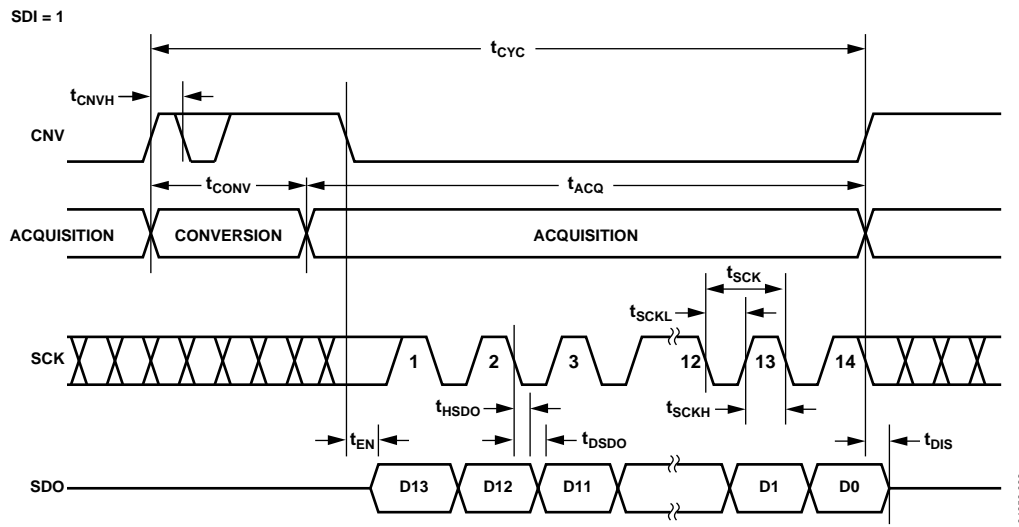 SDI = 1
tCYC
tCNVH
CNV
tCONV
tACQ
ACQUISITION
CONVERSION
ACQUISITION
tSCK
tSCKL
SCK
1
2
3
12
13
14
tHSDO
tSCKH
tEN
tDSDO
tDIS
SDO
D13
D12
D11
D1
D0